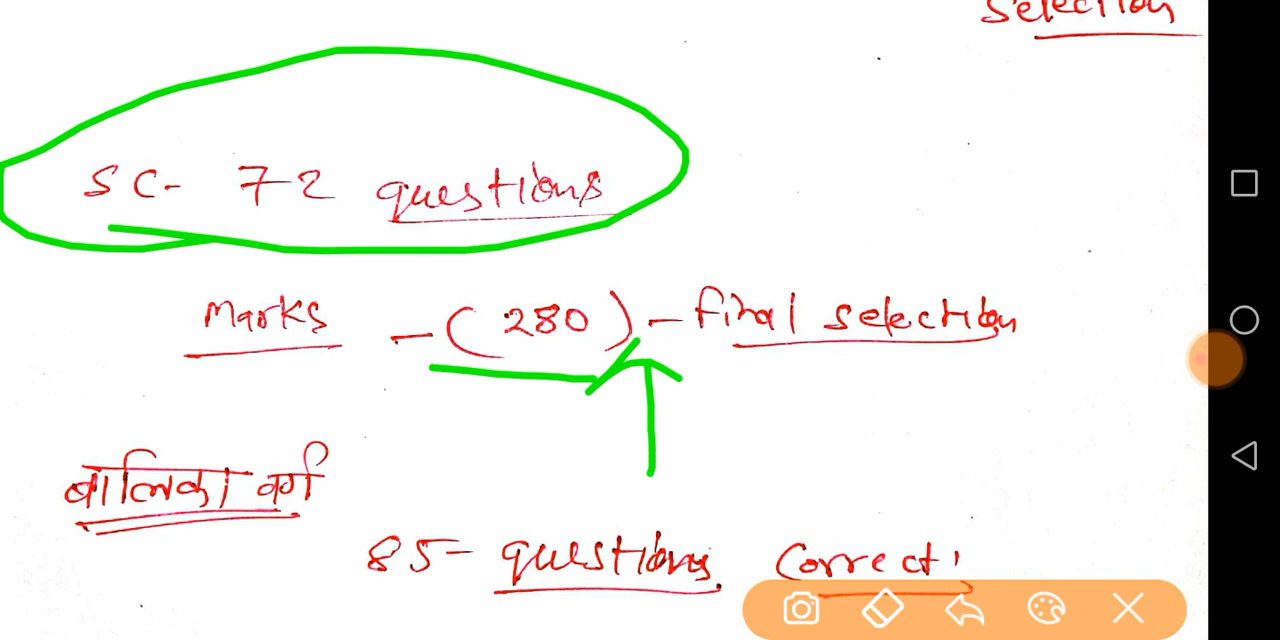 Selection
SC- 72 questions
Marks - (280) - final selection
बालिका वर्ग
85- questions. Correct